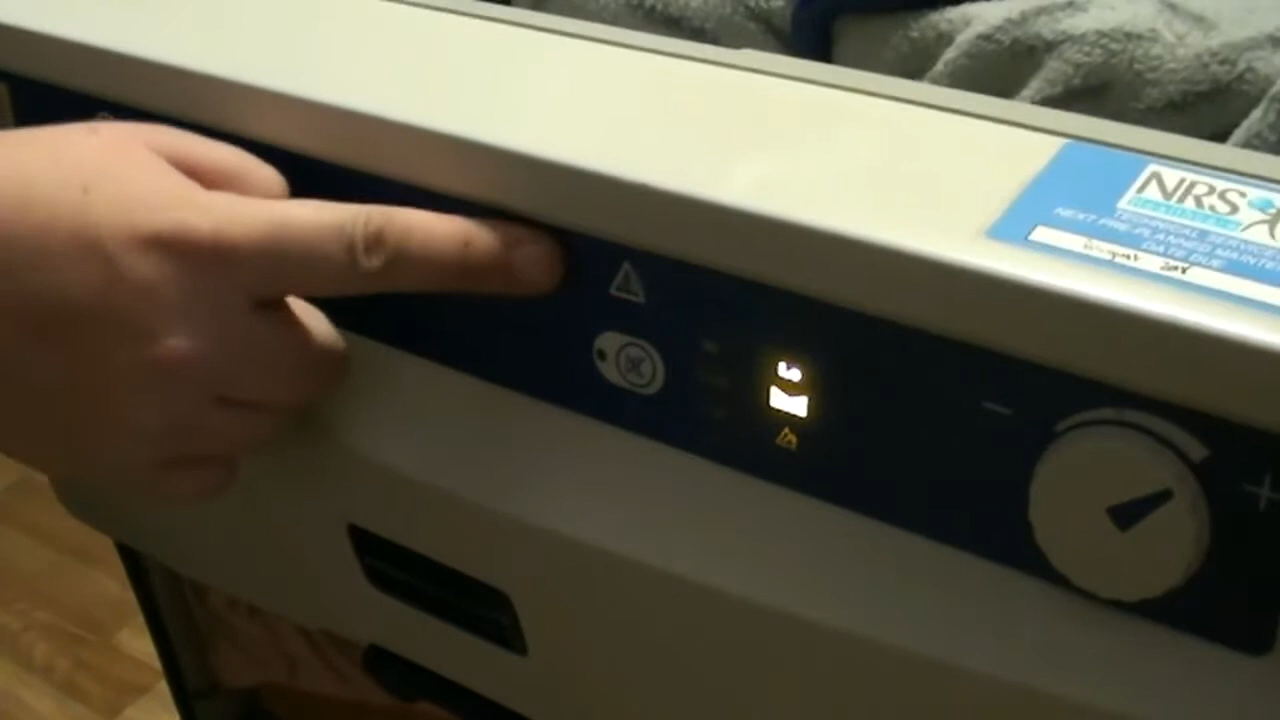 NRS
TECHNICAL SERVICES
NEXT PRE-PLANNED MAINTE
DATE DUE